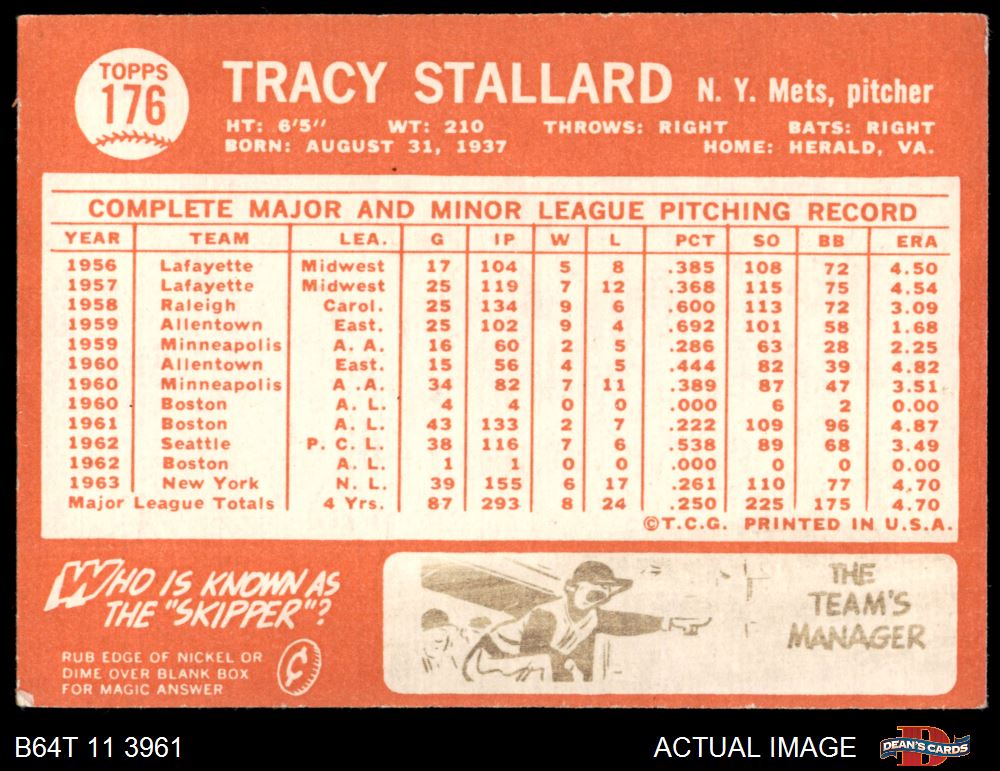 TOPPS
176
TRACY STALLARD N. Y. Mets, pitcher
HT: 6'5" WT: 210 THROWS: RIGHT BATS: RIGHT
BORN: AUGUST 31, 1937 HOME: HERALD, VA.
COMPLETE MAJOR AND MINOR LEAGUE PITCHING RECORD
YEAR TEAM LEA. G IP W L PCT SO BB ERA
1956 Lafayette Midwest 17 104 5 8 .385 108 72 4.50
1957 Lafayette Midwest 25 119 7 12 .368 115 75 4.54
1958 Raleigh Carol. 25 134 9 6 .600 113 72 3.09
1959 Allentown East. 25 102 9 4 .692 101 58 1.68
1959 Minneapolis A. A. 16 60 2 5 .286 63 28 2.25
1960 Allentown East. 15 56 4 5 .444 82 39 4.82
1960 Minneapolis A .A. 34 82 7 11 .389 87 47 3.51
1960 Boston A. L. 4 4 0 0 .000 6 2 0.00
1961 Boston A. L. 43 133 2 7 .222 109 96 4.87
1962 Seattle P. C. L. 38 116 7 6 .538 89 68 3.49
1962 Boston A. L. 1 1 0 0 .000 0 0 0.00
1963 New York N. L. 39 155 6 17 .261 110 77 4.70
Major League Totals 4 Yrs. 87 293 8 24 .250 225 175 4.70
©T.C.G. PRINTED IN U.S.A.
WHO IS KNOWN AS
THE "SKIPPER"?
RUB EDGE OF NICKEL OR
DIME OVER BLANK BOX
FOR MAGIC ANSWER
THE
TEAM'S
MANAGER
B64T 11 3961 ACTUAL IMAGE DEAN'S CARDS